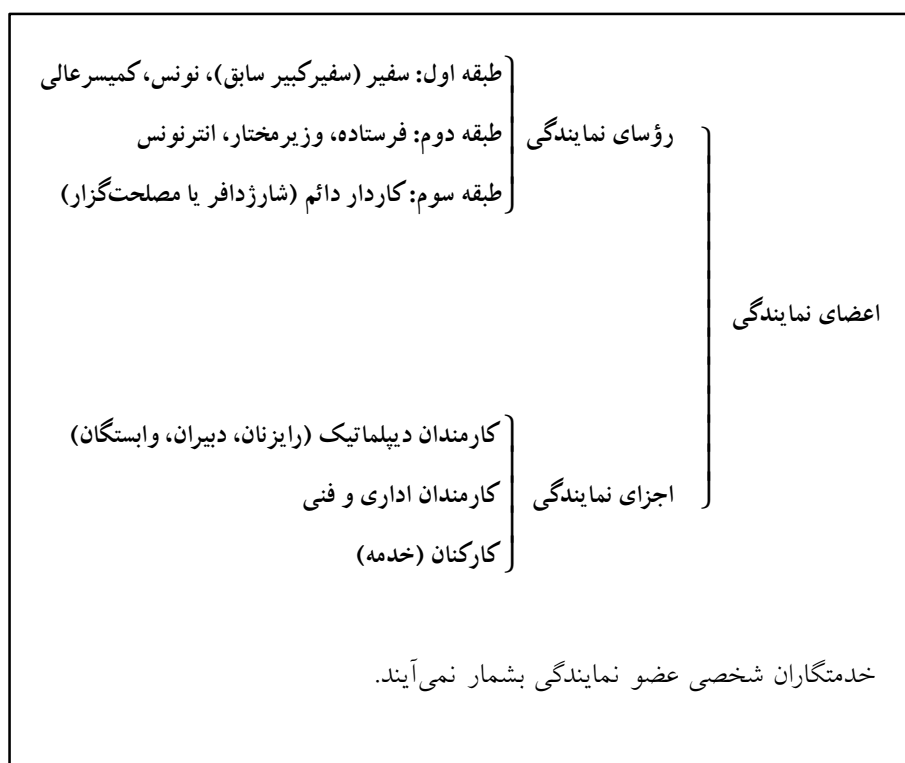 طبقه اول: سفیر (سفیرکبیر سابق)، نونس، کمیسرعالی
رؤسای نمایندگی
طبقه دوم: فرستاده، وزیرمختار، انترنونس
طبقه سوم: کاردار دائم (شارژدافر یا مصلحت‌گزار)
اعضای نمایندگی
کارمندان دیپلماتیک (رایزنان، دبیران، وابستگان)
اجزای نمایندگی
کارمندان اداری و فنی
کارکنان (خدمه)
خدمتگاران شخصی عضو نمایندگی بشمار نمی‌آیند.